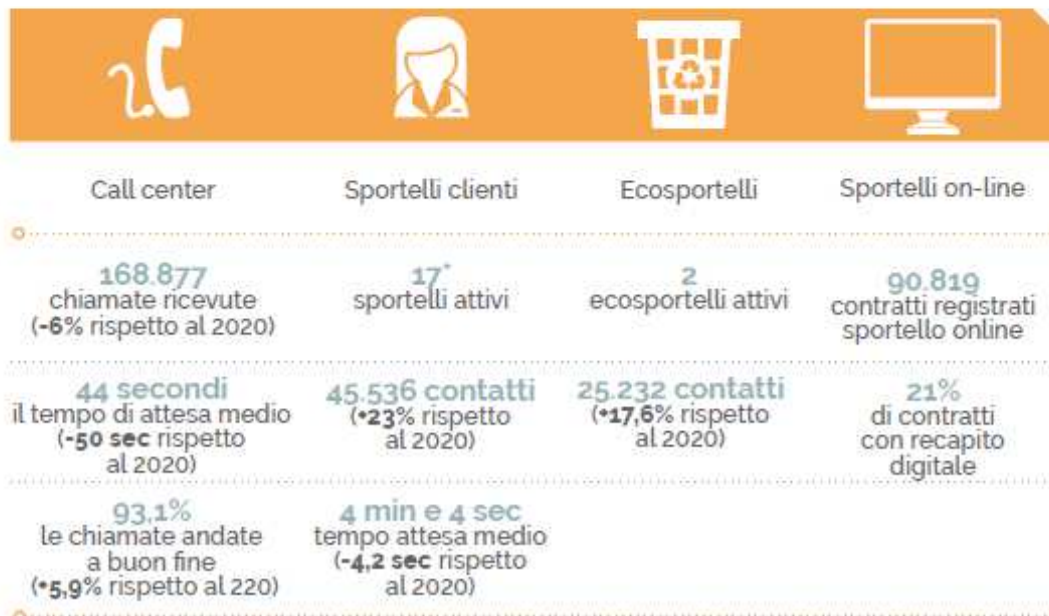 Call center
Sportelli clienti
Ecosportelli
Sportelli on-line
168.877
chiamate ricevute
(-6% rispetto al 2020)
17*
sportelli attivi
2
ecosportelli attivi
90.819
contratti registrati
sportello online
44 secondi
il tempo di attesa medio
(-50 sec rispetto
al 2020)
45.536 contatti
(+23% rispetto
al 2020)
25.232 contatti
(+17,6% rispetto
al 2020)
21%
di contratti
con recapito
digitale
93,1%
le chiamate andate
a buon fine
(+5,9% rispetto al 220)
4 min e 4 sec
tempo attesa medio
(-4,2 sec rispetto
al 2020)